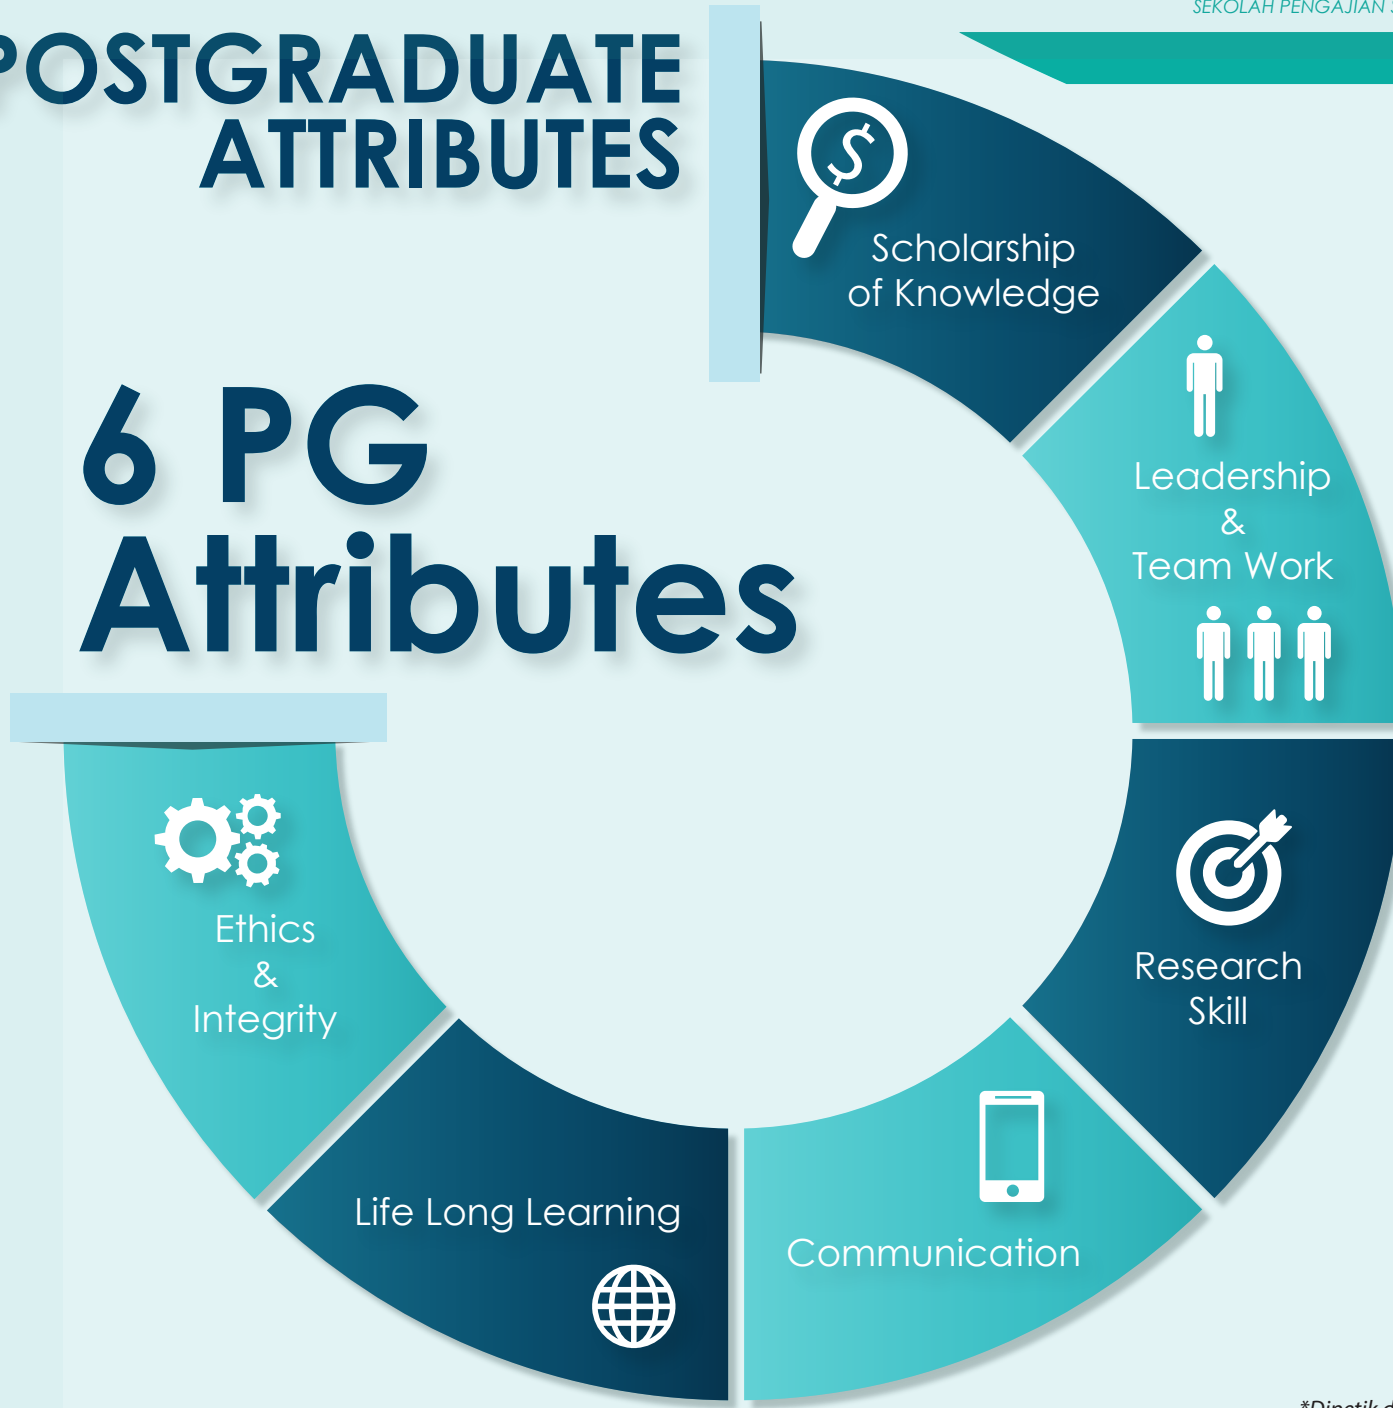 SEKOLAH PENGAJIAN
POSTGRADUATE
ATTRIBUTES
$
Scholarship
of Knowledge
6 PG
Attributes
Leadership
&
Team Work
Research
Skill
Communication
Life Long Learning
Ethics
&
Integrity
*Dipetik